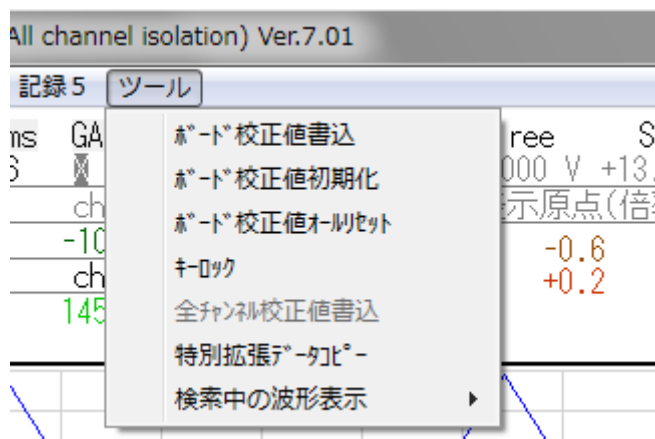 All channel isolation) Ver.7.01
記録５ ツール
ms GA ree S
000 V +13.
ch 示原点(倍
-10 -0.6
ch +0.2
145
ﾎﾞｰﾄﾞ校正値書込
ﾎﾞｰﾄﾞ校正値初期化
ﾎﾞｰﾄﾞ校正値ｵｰﾙﾘｾｯﾄ
ｷｰﾛｯｸ
全ﾁｬﾝﾈﾙ校正値書込
特別拡張ﾃﾞｰﾀｺﾋﾟｰ
検索中の波形表示